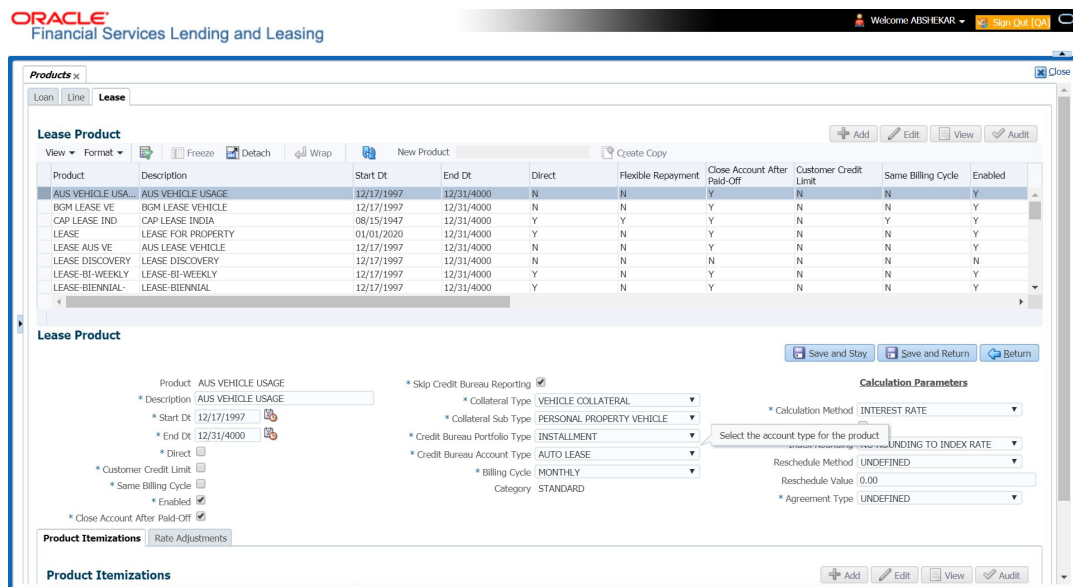 ORACLE
Financial Services Lending and Leasing
Welcome ABSHEKAR
Sign Out [QA]
Products x
Close
Loan Line Lease
Lease Product
Add Edit View Audit
View Format Freeze Detach Wrap New Product Create Copy
Product Description Start Dt End Dt Direct Flexible Repayment Close Account After Paid-Off Customer Credit Limit Same Billing Cycle Enabled
AUS VEHICLE USA... AUS VEHICLE USAGE 12/17/1997 12/31/4000 N N Y N N Y
BGM LEASE VE BGM LEASE VEHICLE 12/17/1997 12/31/4000 N N Y N N Y
CAP LEASE IND CAP LEASE INDIA 08/15/1947 12/31/4000 Y Y Y N Y Y
LEASE LEASE FOR PROPERTY 01/01/2020 12/31/4000 Y N Y N N Y
LEASE AUS VE AUS LEASE VEHICLE 12/17/1997 12/31/4000 N N Y N N Y
LEASE DISCOVERY LEASE DISCOVERY 12/17/1997 12/31/4000 N N N N N N
LEASE-BI-WEEKLY LEASE-BI-WEEKLY 12/17/1997 12/31/4000 Y N Y N N Y
LEASE-BIENNIAL- LEASE-BIENNIAL 12/17/1997 12/31/4000 Y N Y N N Y
Lease Product
Save and Stay Save and Return Return
Product AUS VEHICLE USAGE
* Description AUS VEHICLE USAGE
* Start Dt 12/17/1997
* End Dt 12/31/4000
* Direct
* Customer Credit Limit
* Same Billing Cycle
* Enabled
* Close Account After Paid-Off
* Skip Credit Bureau Reporting
* Collateral Type VEHICLE COLLATERAL
* Collateral Sub Type PERSONAL PROPERTY VEHICLE
* Credit Bureau Portfolio Type INSTALLMENT
* Credit Bureau Account Type AUTO LEASE
* Billing Cycle MONTHLY
Category STANDARD
Select the account type for the product
Calculation Parameters
* Calculation Method INTEREST RATE
ROUNDING TO INDEX RATE
Reschedule Method UNDEFINED
Reschedule Value 0.00
* Agreement Type UNDEFINED
Product Itemizations Rate Adjustments
Product Itemizations
Add Edit View Audit